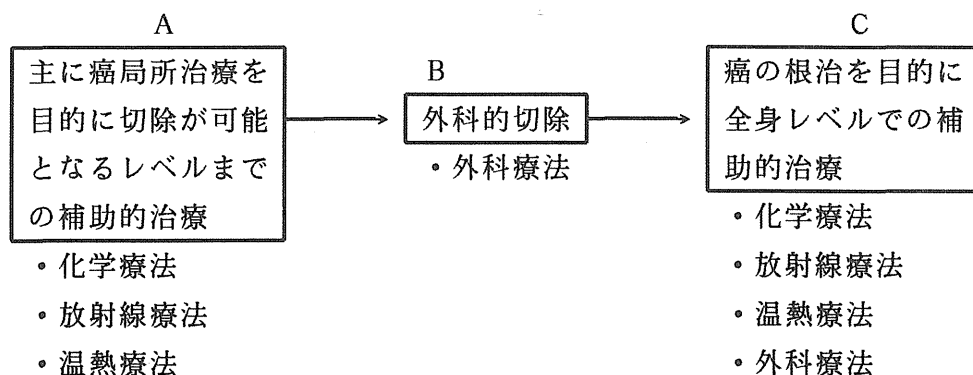 A
主に癌局所治療を
目的に切除が可能
となるレベルまで
の補助的治療
・化学療法
・放射線療法
・温熱療法
B
外科的切除
・外科療法
C
癌の根治を目的に
全身レベルでの補
助的治療
・化学療法
・放射線療法
・温熱療法
・外科療法